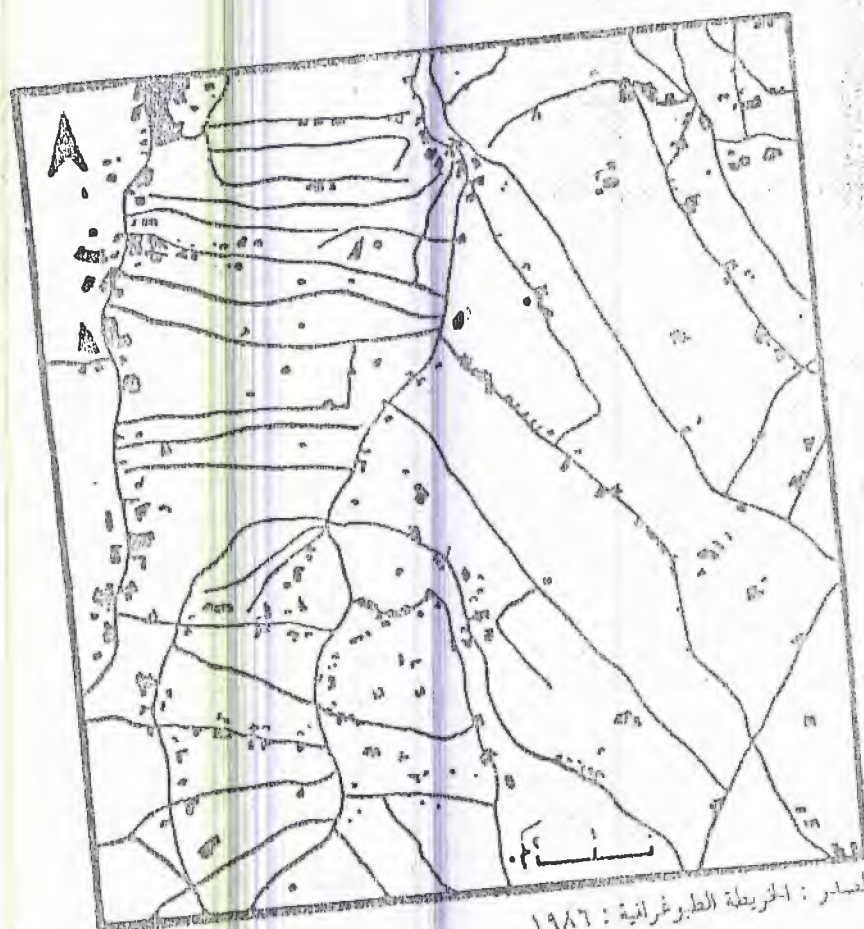 كم ٢ ١ ٠
المصدر : الخريطة الطبوغرافية : ١٩٨٦